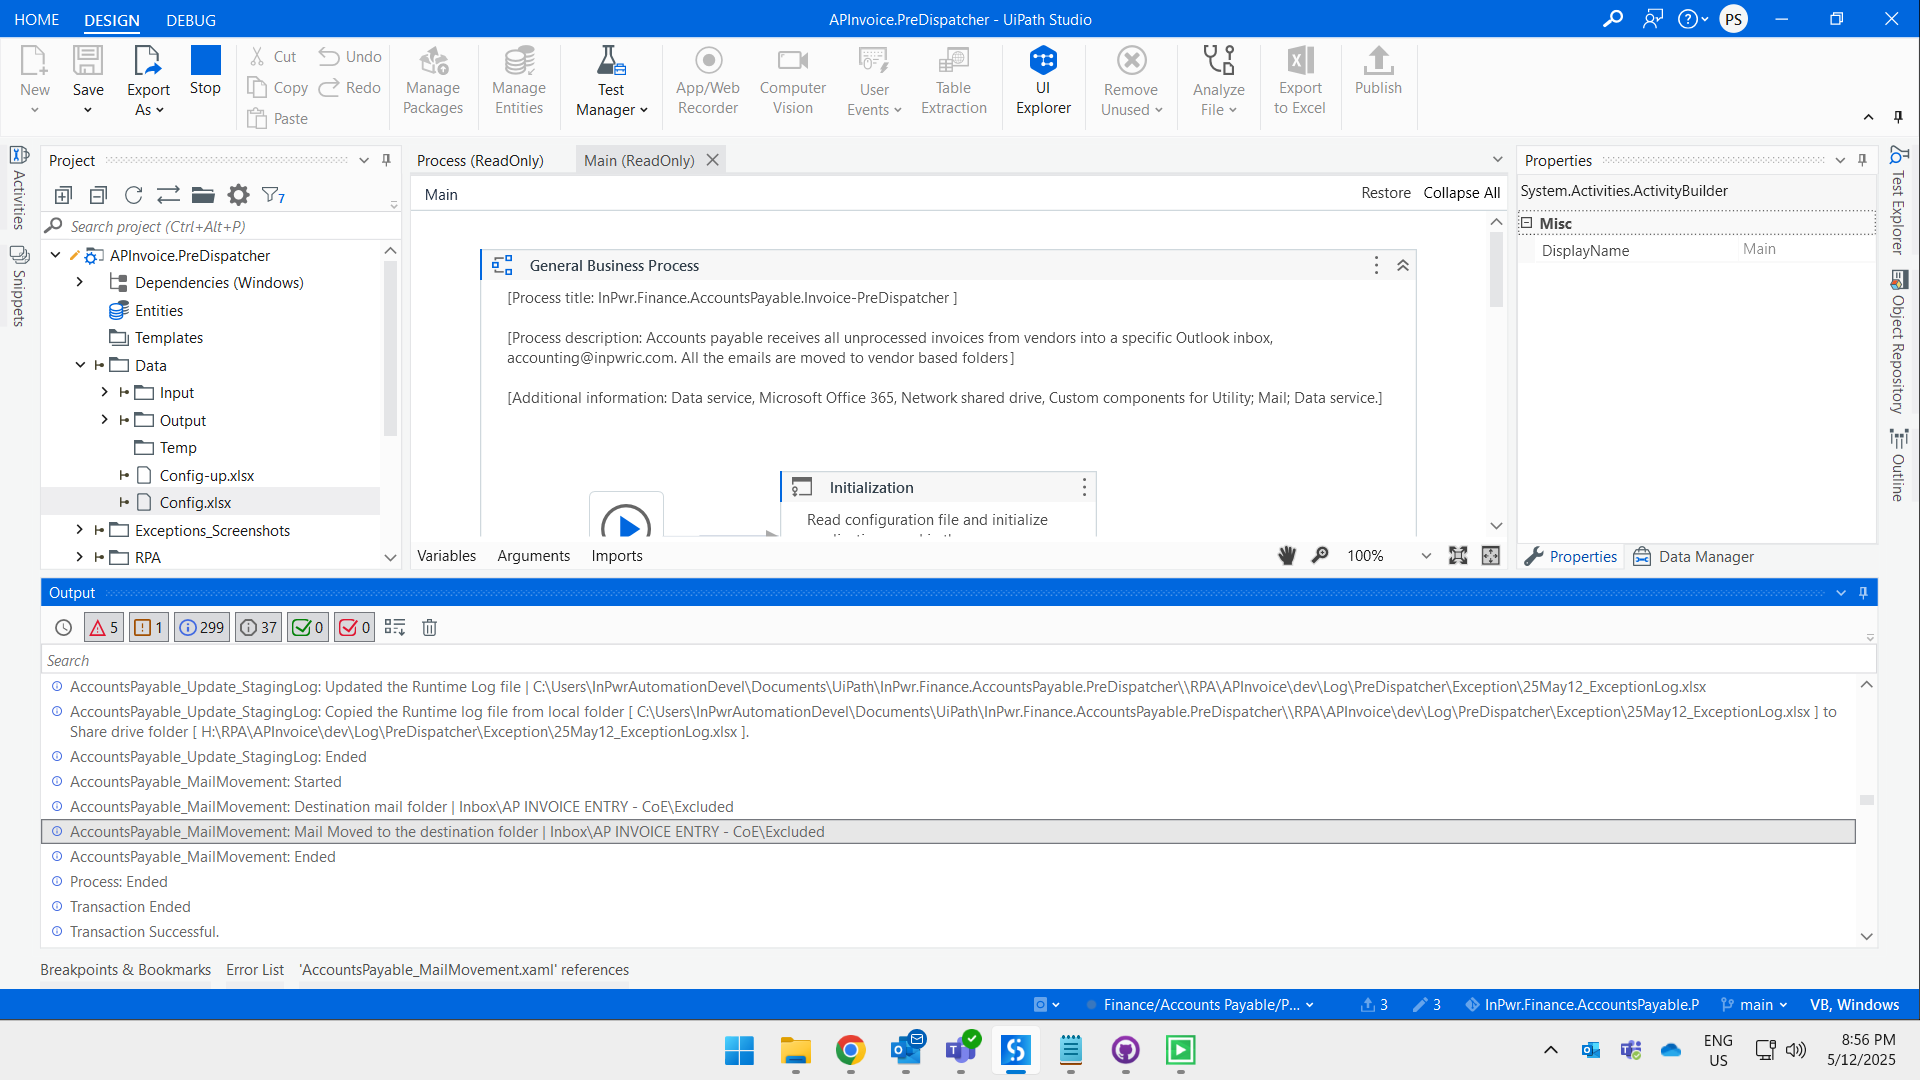 HOME
DESIGN
DEBUG
APInvoice.PreDispatcher - UiPath Studio
PS
New
Save
Export As
Stop
Cut
Copy
Paste
Undo
Redo
Manage Packages
Manage Entities
Test Manager
App/Web Recorder
Computer Vision
User Events
Table Extraction
UI Explorer
Remove Unused
Analyze File
Export to Excel
Publish
Activities
Snippets
Project
7
Search project (Ctrl+Alt+P)
APInvoice.PreDispatcher
Dependencies (Windows)
Entities
Templates
Data
Input
Output
Temp
Config-up.xlsx
Config.xlsx
Exceptions_Screenshots
RPA
Process (ReadOnly)
Main (ReadOnly)
Main
Restore
Collapse All
General Business Process
[Process title: InPwr.Finance.AccountsPayable.Invoice-PreDispatcher ]
[Process description: Accounts payable receives all unprocessed invoices from vendors into a specific Outlook inbox,
accounting@inpwric.com. All the emails are moved to vendor based folders]
[Additional information: Data service, Microsoft Office 365, Network shared drive, Custom components for Utility; Mail; Data service.]
Initialization
Read configuration file and initialize
Variables
Arguments
Imports
100%
Properties
System.Activities.ActivityBuilder
Misc
DisplayName
Main
Properties
Data Manager
Test Explorer
Object Repository
Outline
Output
5
1
299
37
0
0
Search
AccountsPayable_Update_StagingLog: Updated the Runtime Log file | C:\Users\InPwrAutomationDevel\Documents\UiPath\InPwr.Finance.AccountsPayable.PreDispatcher\\RPA\APInvoice\dev\Log\PreDispatcher\Exception\25May12_ExceptionLog.xlsx
AccountsPayable_Update_StagingLog: Copied the Runtime log file from local folder [ C:\Users\InPwrAutomationDevel\Documents\UiPath\InPwr.Finance.AccountsPayable.PreDispatcher\\RPA\APInvoice\dev\Log\PreDispatcher\Exception\25May12_ExceptionLog.xlsx ] to
Share drive folder [ H:\RPA\APInvoice\dev\Log\PreDispatcher\Exception\25May12_ExceptionLog.xlsx ].
AccountsPayable_Update_StagingLog: Ended
AccountsPayable_MailMovement: Started
AccountsPayable_MailMovement: Destination mail folder | Inbox\AP INVOICE ENTRY - CoE\Excluded
AccountsPayable_MailMovement: Mail Moved to the destination folder | Inbox\AP INVOICE ENTRY - CoE\Excluded
AccountsPayable_MailMovement: Ended
Process: Ended
Transaction Ended
Transaction Successful.
Breakpoints & Bookmarks
Error List
'AccountsPayable_MailMovement.xaml' references
Finance/Accounts Payable/P...
3
3
InPwr.Finance.AccountsPayable.P
main
VB, Windows
ENG
US
8:56 PM
5/12/2025